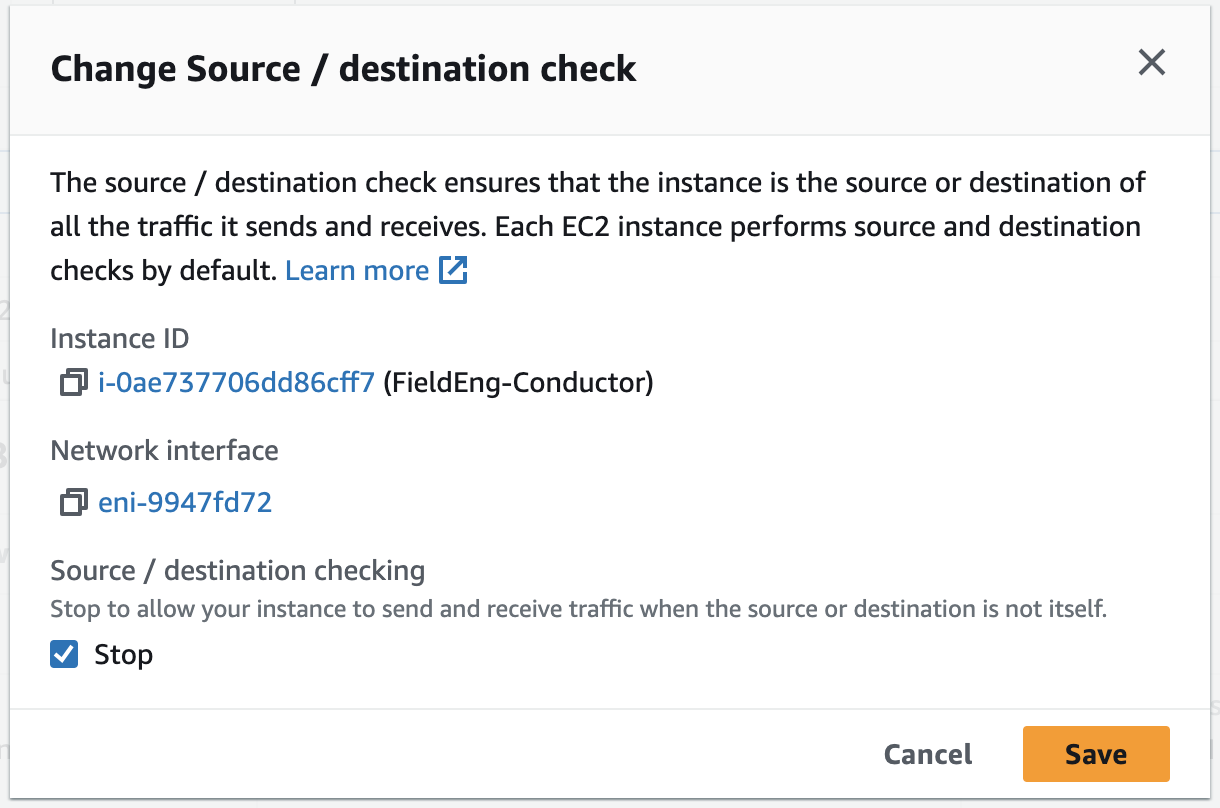 Change Source / destination check
The source / destination check ensures that the instance is the source or destination of
all the traffic it sends and receives. Each EC2 instance performs source and destination
checks by default. Learn more
Instance ID
i-0ae737706dd86cff7 (FieldEng-Conductor)
Network interface
eni-9947fd72
Source / destination checking
Stop to allow your instance to send and receive traffic when the source or destination is not itself.
Stop
Cancel Save